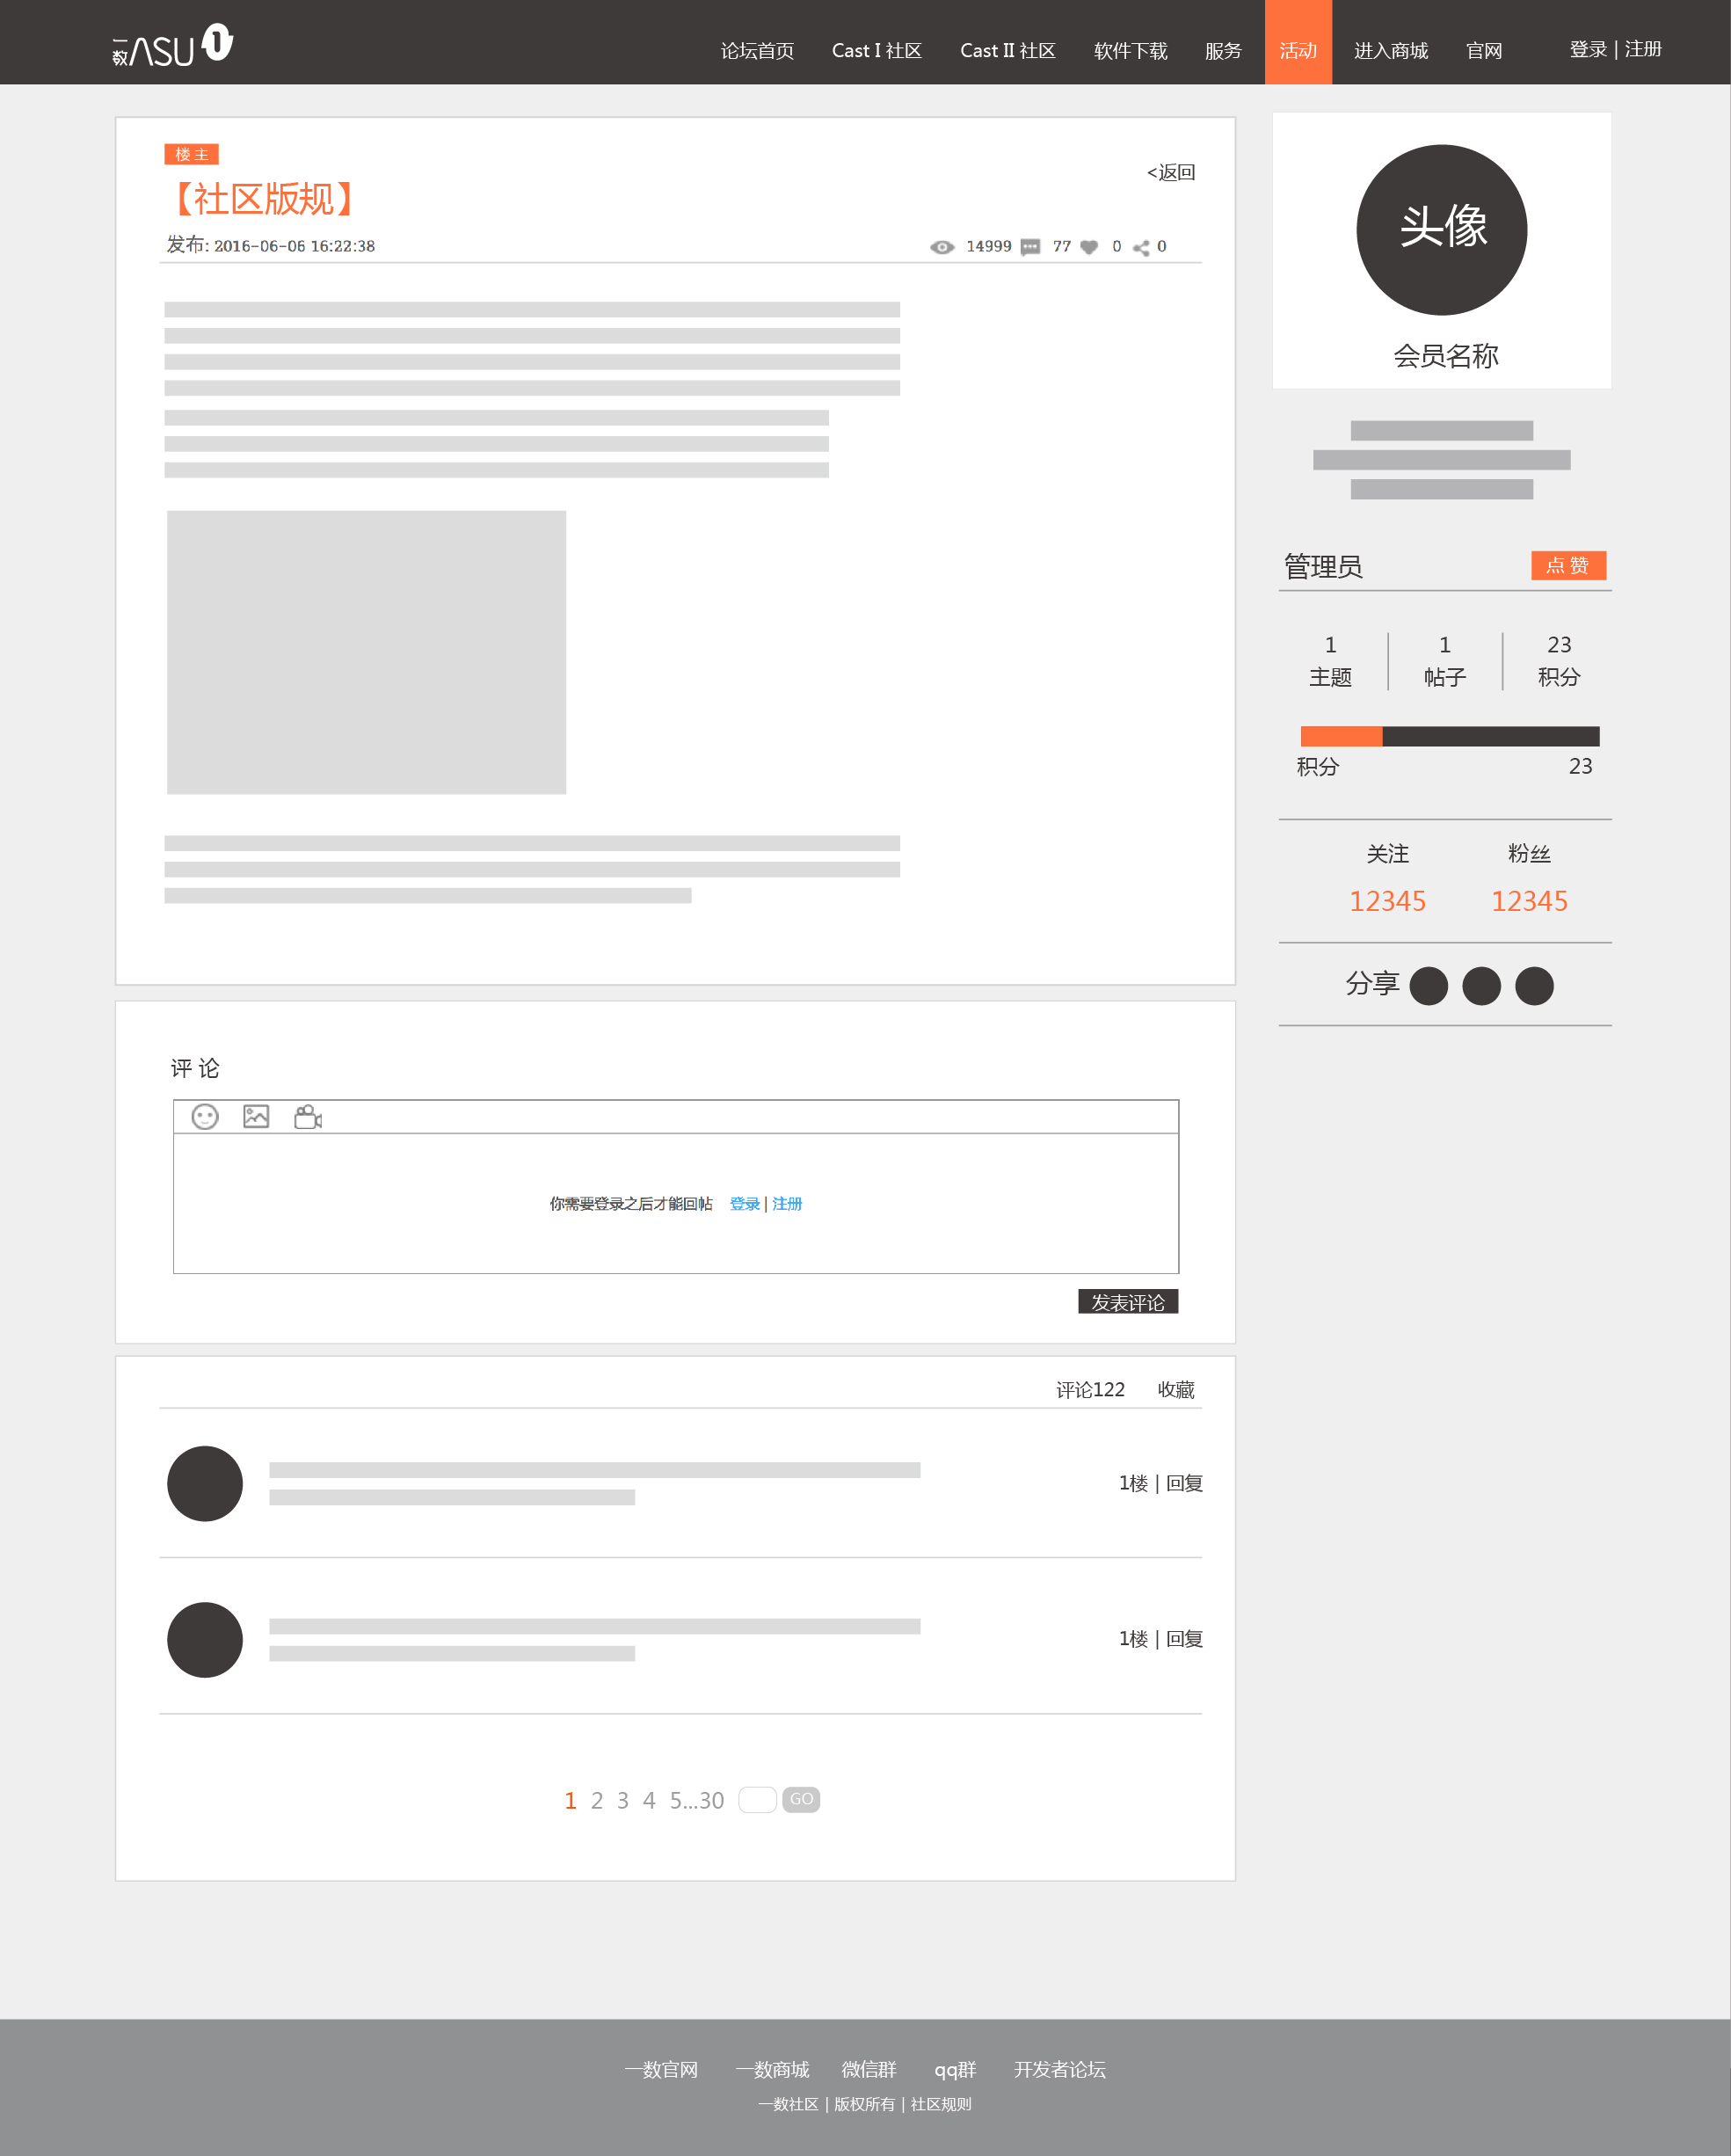 一数 ASU
论坛首页 Cast I 社区 Cast II 社区 软件下载 服务 活动 进入商城 官网 登录 | 注册
楼 主
【社区版规】
<返回
发布: 2016-06-06 16:22:38
14999 77 0 0
评 论
你需要登录之后才能回帖 登录 | 注册
发表评论
评论122 收藏
1楼 | 回复
1楼 | 回复
1 2 3 4 5...30 GO
头像
会员名称
管理员 点 赞
1 1 23
主题 帖子 积分
积分 23
关注 粉丝
12345 12345
分享
一数官网 一数商城 微信群 qq群 开发者论坛
一数社区 | 版权所有 | 社区规则